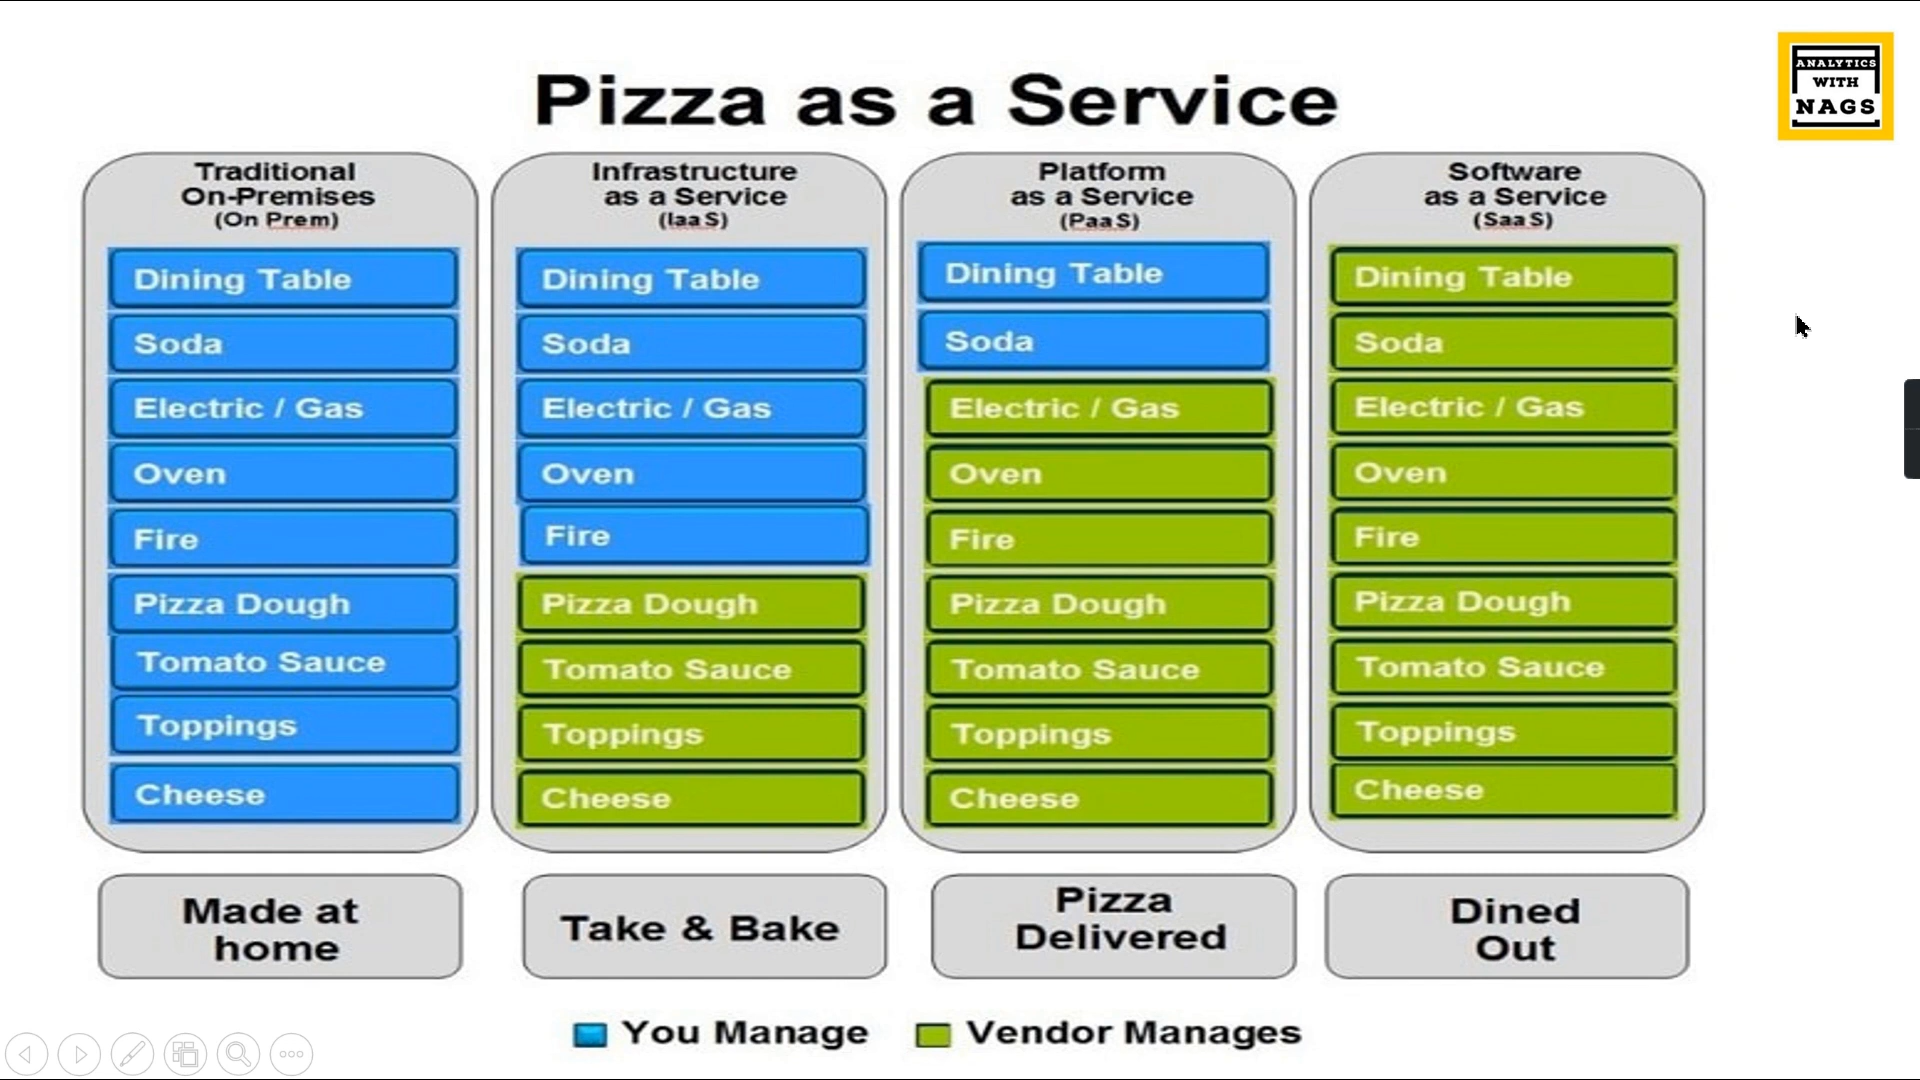 ANALYTICS
WITH
NAGS
Pizza as a Service
Traditional
On-Premises
(On Prem)
Dining Table
Soda
Electric / Gas
Oven
Fire
Pizza Dough
Tomato Sauce
Toppings
Cheese
Made at
home
Infrastructure
as a Service
(IaaS)
Dining Table
Soda
Electric / Gas
Oven
Fire
Pizza Dough
Tomato Sauce
Toppings
Cheese
Take & Bake
Platform
as a Service
(PaaS)
Dining Table
Soda
Electric / Gas
Oven
Fire
Pizza Dough
Tomato Sauce
Toppings
Cheese
Pizza
Delivered
Software
as a Service
(SaaS)
Dining Table
Soda
Electric / Gas
Oven
Fire
Pizza Dough
Tomato Sauce
Toppings
Cheese
Dined
Out
You Manage
Vendor Manages